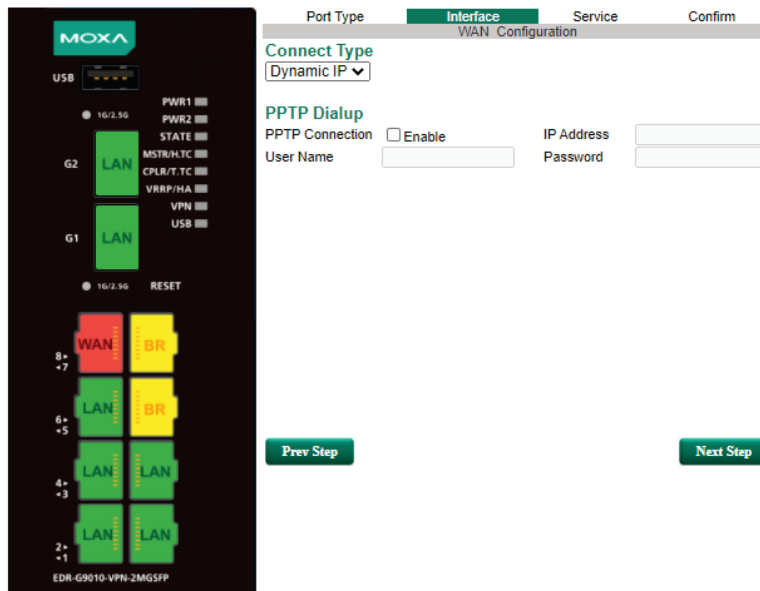 MOXA
USB
1G/2.5G
PWR1
PWR2
STATE
MSTR/H.TC
CPLR/T.TC
VRRP/HA
VPN
USB
G2 LAN
G1 LAN
1G/2.5G RESET
WAN BR
8
7
LAN BR
6
5
LAN LAN
4
3
LAN LAN
2
1
EDR-G9010-VPN-2MGSFP
Port Type Interface Service Confirm
WAN Configuration
Connect Type
Dynamic IP
PPTP Dialup
PPTP Connection Enable IP Address
User Name Password
Prev Step Next Step